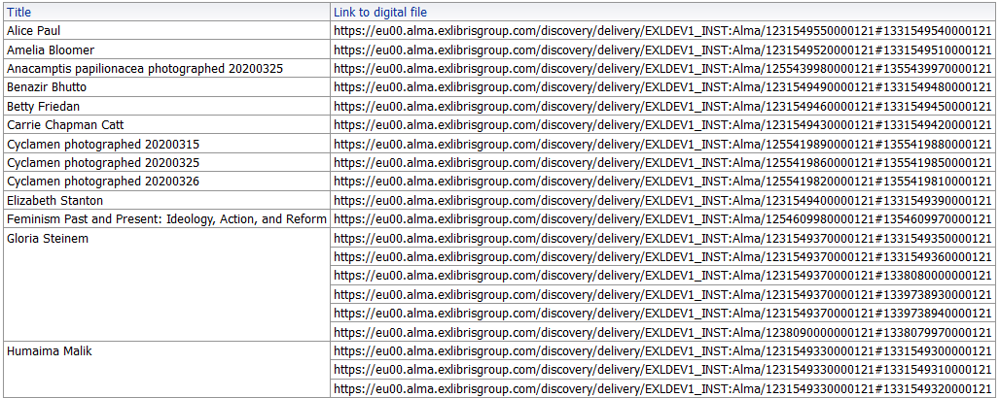 Title Link to digital file
Alice Paul https://eu00.alma.exlibrisgroup.com/discovery/delivery/EXLDEV1_INST:Alma/1231549550000121#1331549540000121
Amelia Bloomer https://eu00.alma.exlibrisgroup.com/discovery/delivery/EXLDEV1_INST:Alma/1231549520000121#1331549510000121
Anacamptis papilionacea photographed 20200325 https://eu00.alma.exlibrisgroup.com/discovery/delivery/EXLDEV1_INST:Alma/1255439980000121#1355439970000121
Benazir Bhutto https://eu00.alma.exlibrisgroup.com/discovery/delivery/EXLDEV1_INST:Alma/1231549490000121#1331549480000121
Betty Friedan https://eu00.alma.exlibrisgroup.com/discovery/delivery/EXLDEV1_INST:Alma/1231549460000121#1331549450000121
Carrie Chapman Catt https://eu00.alma.exlibrisgroup.com/discovery/delivery/EXLDEV1_INST:Alma/1231549430000121#1331549420000121
Cyclamen photographed 20200315 https://eu00.alma.exlibrisgroup.com/discovery/delivery/EXLDEV1_INST:Alma/1255419890000121#1355419880000121
Cyclamen photographed 20200325 https://eu00.alma.exlibrisgroup.com/discovery/delivery/EXLDEV1_INST:Alma/1255419860000121#1355419850000121
Cyclamen photographed 20200326 https://eu00.alma.exlibrisgroup.com/discovery/delivery/EXLDEV1_INST:Alma/1255419820000121#1355419810000121
Elizabeth Stanton https://eu00.alma.exlibrisgroup.com/discovery/delivery/EXLDEV1_INST:Alma/1231549400000121#1331549390000121
Feminism Past and Present: Ideology, Action, and Reform https://eu00.alma.exlibrisgroup.com/discovery/delivery/EXLDEV1_INST:Alma/1254609980000121#1354609970000121
Gloria Steinem https://eu00.alma.exlibrisgroup.com/discovery/delivery/EXLDEV1_INST:Alma/1231549370000121#1331549350000121
https://eu00.alma.exlibrisgroup.com/discovery/delivery/EXLDEV1_INST:Alma/1231549370000121#1331549360000121
https://eu00.alma.exlibrisgroup.com/discovery/delivery/EXLDEV1_INST:Alma/1231549370000121#1338080000000121
https://eu00.alma.exlibrisgroup.com/discovery/delivery/EXLDEV1_INST:Alma/1231549370000121#1339738930000121
https://eu00.alma.exlibrisgroup.com/discovery/delivery/EXLDEV1_INST:Alma/1231549370000121#1339738940000121
https://eu00.alma.exlibrisgroup.com/discovery/delivery/EXLDEV1_INST:Alma/1238090000000121#1338079970000121
Humaima Malik https://eu00.alma.exlibrisgroup.com/discovery/delivery/EXLDEV1_INST:Alma/1231549330000121#1331549300000121
https://eu00.alma.exlibrisgroup.com/discovery/delivery/EXLDEV1_INST:Alma/1231549330000121#1331549310000121
https://eu00.alma.exlibrisgroup.com/discovery/delivery/EXLDEV1_INST:Alma/1231549330000121#1331549320000121